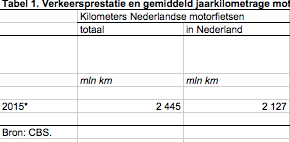 Tabel 1. Verkeersprestatie en gemiddeld jaarkilometrage
Kilometers Nederlandse motorfietsen
totaal in Nederland
mln km mln km
2015* 2 445 2 127
Bron: CBS.